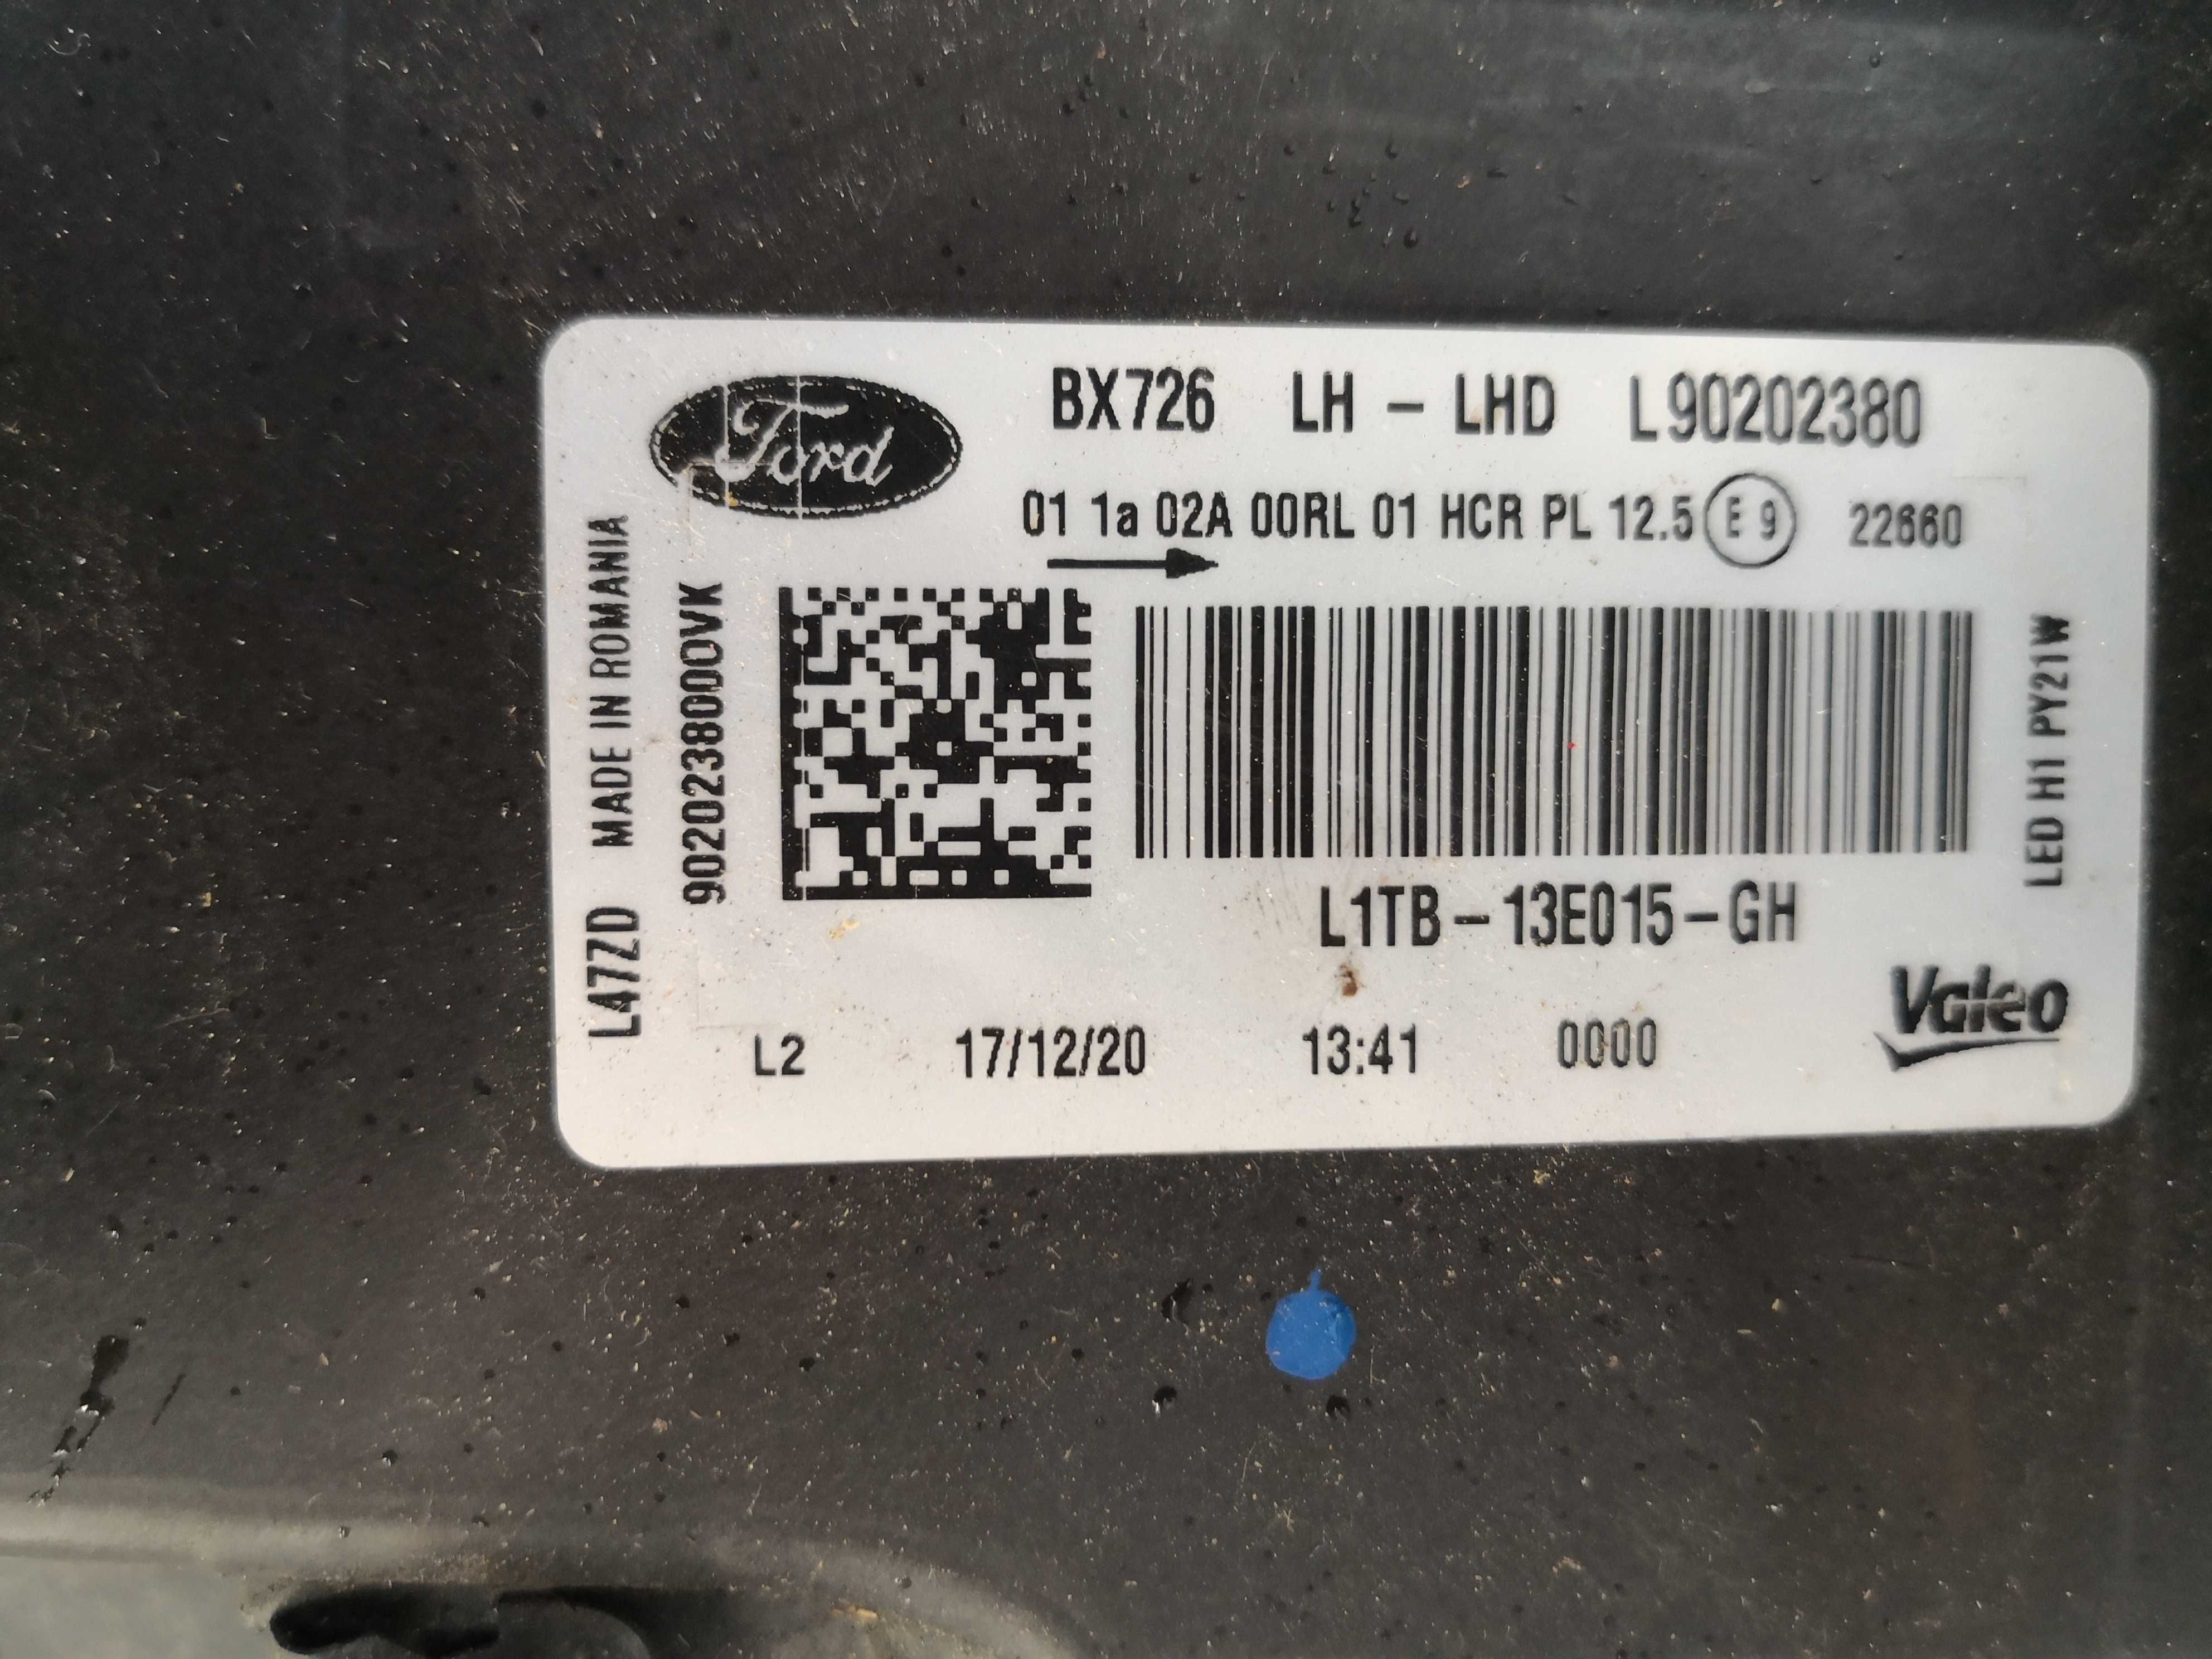 Ford
BX726 LH - LHD L90202380
01 1a 02A 00RL 01 HCR PL 12.5 E9 22660
L47ZD MADE IN ROMANIA
90202380000VK
LED H1 PY21W
L1TB-13E015-GH
Valeo
L2 17/12/20 13:41 0000